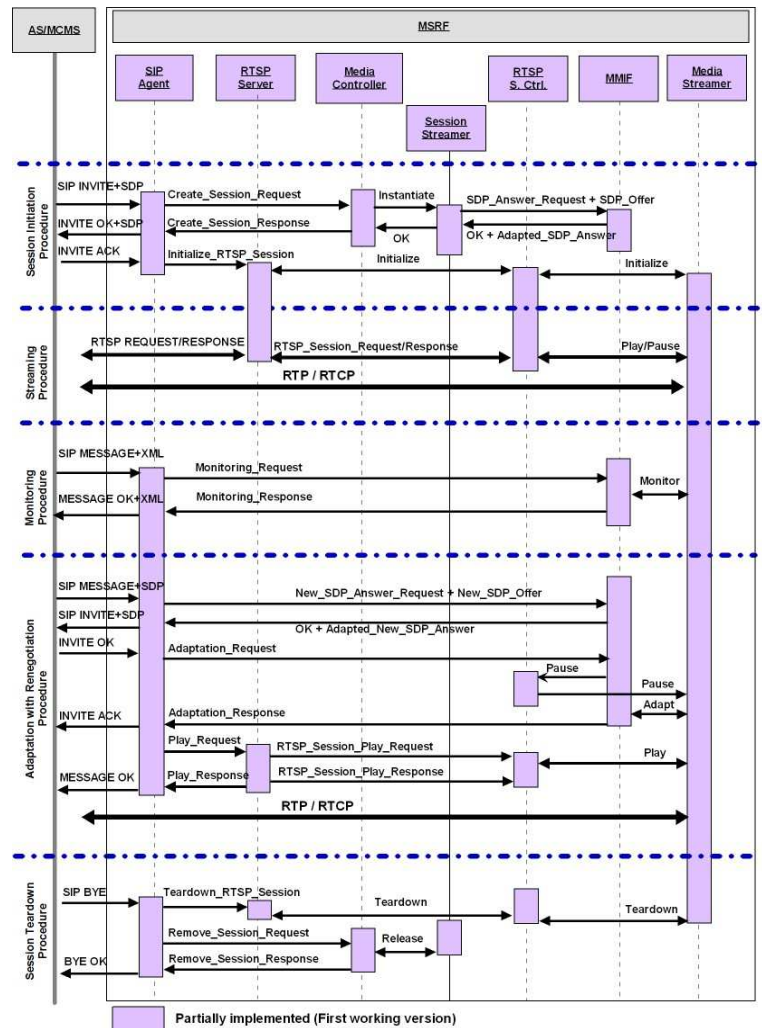 AS/MCMS
MSRF
SIP
Agent
RTSP
Server
Media
Controller
Session
Streamer
RTSP
S. Ctrl.
MMIF
Media
Streamer
Session Initiation
Procedure
SIP INVITE+SDP
Create_Session_Request
Instantiate
SDP_Answer_Request + SDP_Offer
INVITE OK+SDP
Create_Session_Response
OK
OK + Adapted_SDP_Answer
INVITE ACK
Initialize_RTSP_Session
Initialize
Initialize
Streaming
Procedure
RTSP REQUEST/RESPONSE
RTSP_Session_Request/Response
Play/Pause
RTP / RTCP
Monitoring
Procedure
SIP MESSAGE+XML
Monitoring_Request
Monitor
MESSAGE OK+XML
Monitoring_Response
Adaptation with Renegotiation
Procedure
SIP MESSAGE+SDP
New_SDP_Answer_Request + New_SDP_Offer
SIP INVITE+SDP
OK + Adapted_New_SDP_Answer
INVITE OK
Adaptation_Request
Pause
Pause
INVITE ACK
Adaptation_Response
Adapt
Play_Request
RTSP_Session_Play_Request
Play
MESSAGE OK
Play_Response
RTSP_Session_Play_Response
RTP / RTCP
Session Teardown
Procedure
SIP BYE
Teardown_RTSP_Session
Teardown
Teardown
Remove_Session_Request
Release
BYE OK
Remove_Session_Response
Partially implemented (First working version)